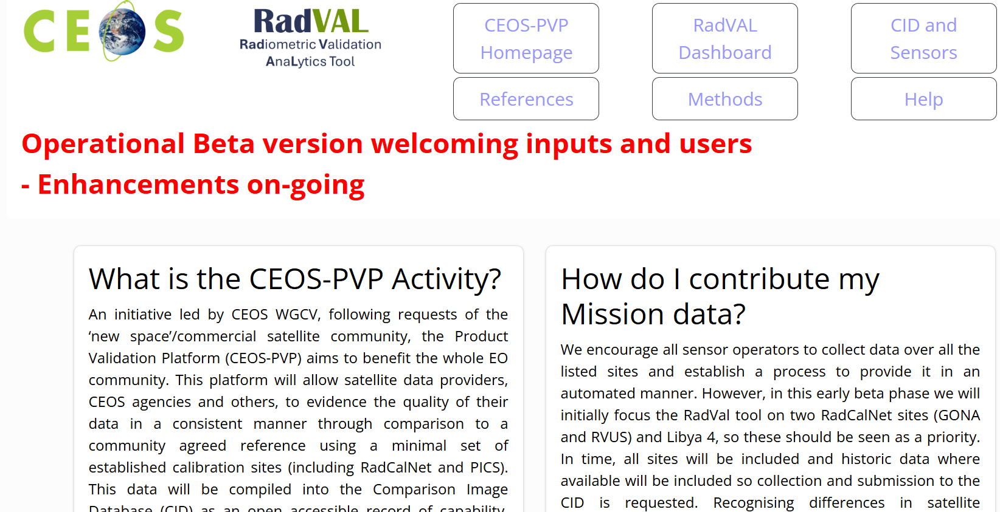 CEOS
RadVAL
Radiometric Validation
AnaLytics Tool
CEOS-PVP
Homepage
RadVAL
Dashboard
CID and
Sensors
References
Methods
Help
Operational Beta version welcoming inputs and users
- Enhancements on-going
What is the CEOS-PVP Activity?
An initiative led by CEOS WGCV, following requests of the
‘new space’/commercial satellite community, the Product
Validation Platform (CEOS-PVP) aims to benefit the whole EO
community. This platform will allow satellite data providers,
CEOS agencies and others, to evidence the quality of their
data in a consistent manner through comparison to a
community agreed reference using a minimal set of
established calibration sites (including RadCalNet and PICS).
This data will be compiled into the Comparison Image
Database (CID) as an open accessible record of capability.
How do I contribute my
Mission data?
We encourage all sensor operators to collect data over all the
listed sites and establish a process to provide it in an
automated manner. However, in this early beta phase we will
initially focus the RadVal tool on two RadCalNet sites (GONA
and RVUS) and Libya 4, so these should be seen as a priority.
In time, all sites will be included and historic data where
available will be included so collection and submission to the
CID is requested. Recognising differences in satellite